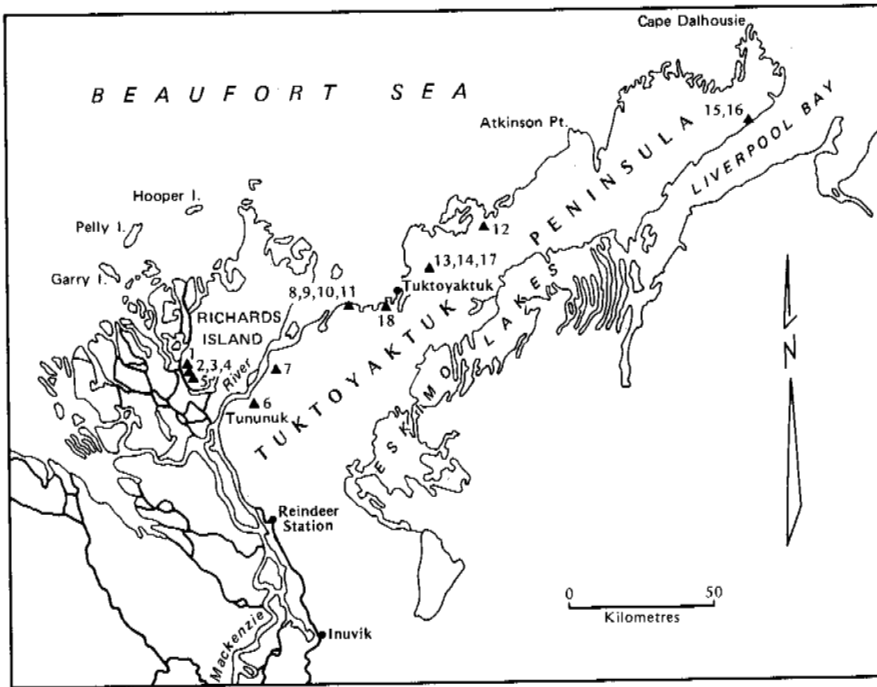 Cape Dalhousie
BEAUFORT SEA
15,16
Atkinson Pt.
LIVERPOOL BAY
Hooper I.
Pelly I.
12
13,14,17
Garry I.
8,9,10,11
Tuktoyaktuk
18
RICHARDS
ISLAND
1
2,3,4
5
River
7
6
Tununuk
TUKTOYAKTUK PENINSULA
ESKIMO LAKES
N
Reindeer
Station
0 50
Kilometres
Inuvik
Mackenzie